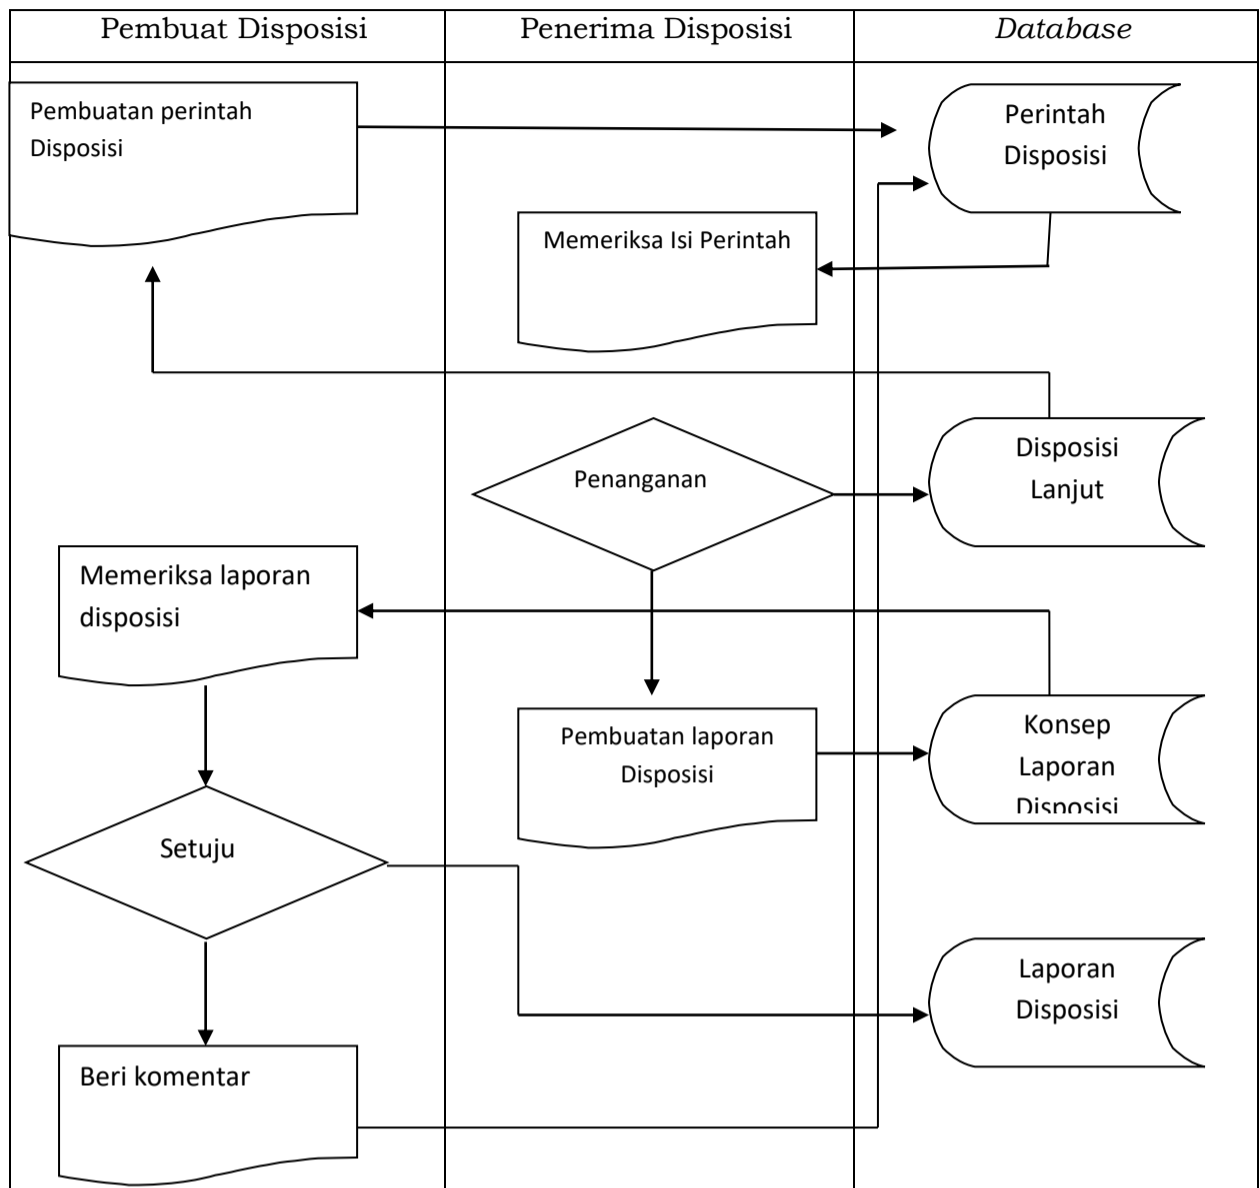 Pembuat Disposisi
Penerima Disposisi
Database
Pembuatan perintah
Disposisi
Perintah
Disposisi
Memeriksa Isi Perintah
Penanganan
Disposisi
Lanjut
Memeriksa laporan
disposisi
Pembuatan laporan
Disposisi
Konsep
Laporan
Disposisi
Setuju
Laporan
Disposisi
Beri komentar